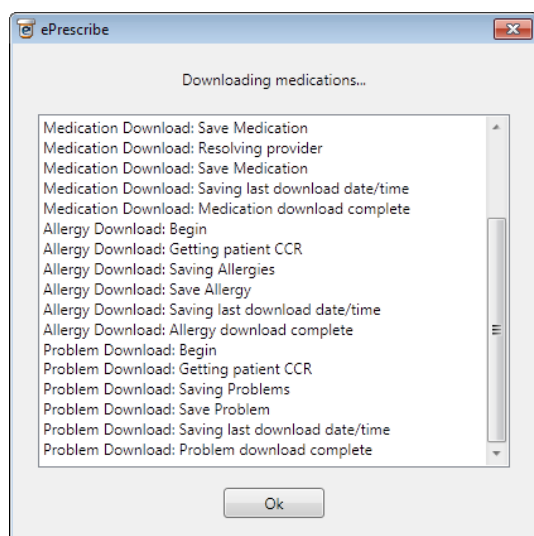 ePrescribe
Downloading medications...
Medication Download: Save Medication
Medication Download: Resolving provider
Medication Download: Save Medication
Medication Download: Saving last download date/time
Medication Download: Medication download complete
Allergy Download: Begin
Allergy Download: Getting patient CCR
Allergy Download: Saving Allergies
Allergy Download: Save Allergy
Allergy Download: Saving last download date/time
Allergy Download: Allergy download complete
Problem Download: Begin
Problem Download: Getting patient CCR
Problem Download: Saving Problems
Problem Download: Save Problem
Problem Download: Saving last download date/time
Problem Download: Problem download complete
Ok